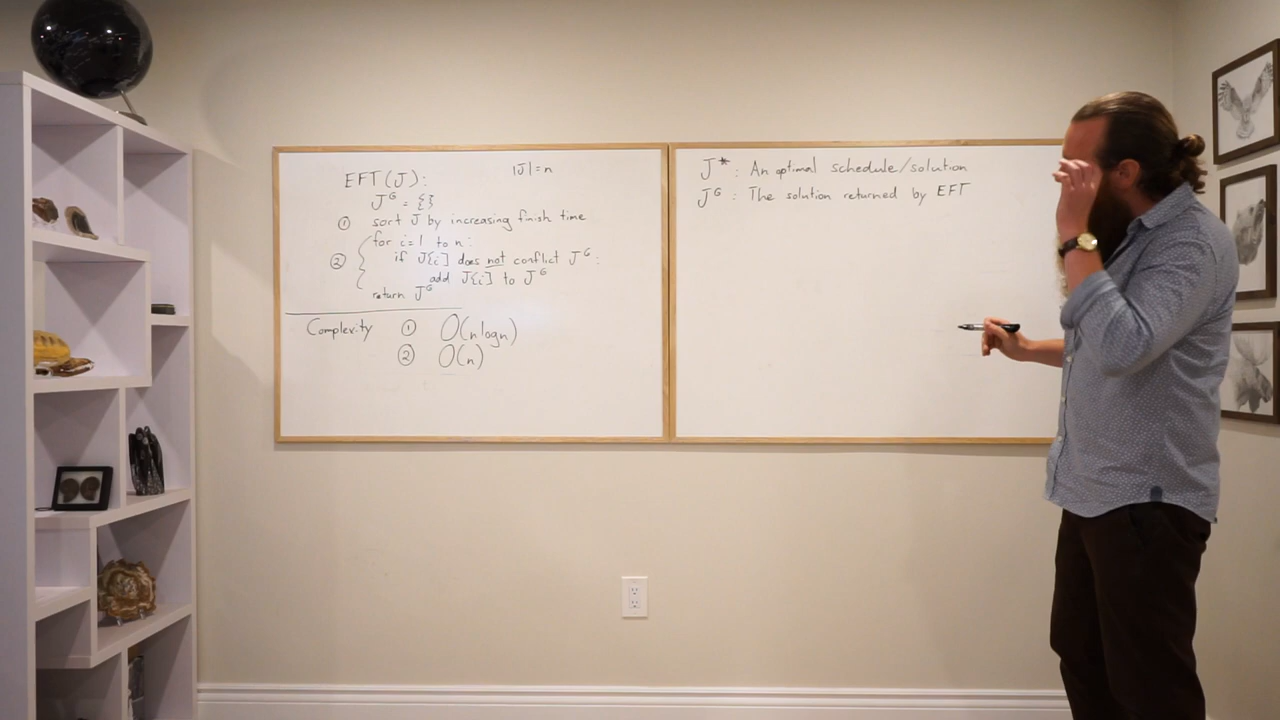 EFT(J): |J|=n
J^G = {}
① sort J by increasing finish time
② for i=1 to n:
if J[i] does not conflict J^G:
add J[i] to J^G
return J^G
Complexity ① O(n log n)
② O(n)
J* : An optimal schedule/solution
J^G : The solution returned by EFT